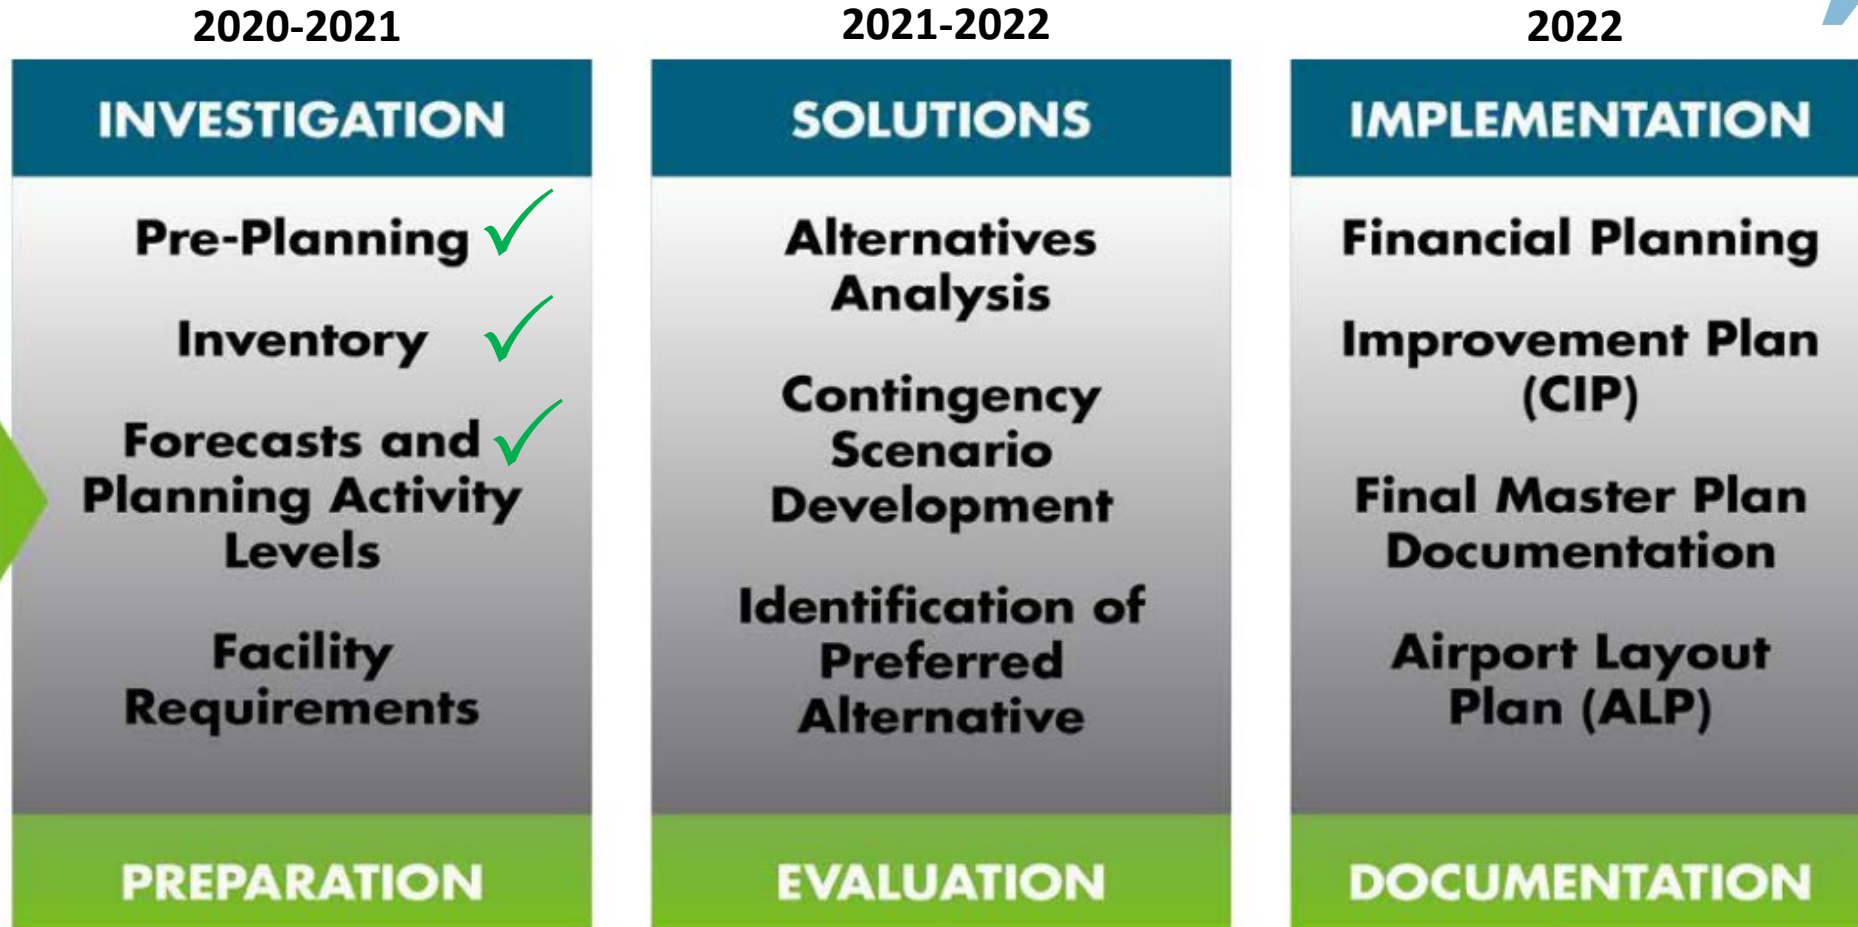 2020-2021
INVESTIGATION
Pre-Planning
Inventory
Forecasts and
Planning Activity
Levels
Facility
Requirements
PREPARATION
2021-2022
SOLUTIONS
Alternatives
Analysis
Contingency
Scenario
Development
Identification of
Preferred
Alternative
EVALUATION
2022
IMPLEMENTATION
Financial Planning
Improvement Plan
(CIP)
Final Master Plan
Documentation
Airport Layout
Plan (ALP)
DOCUMENTATION